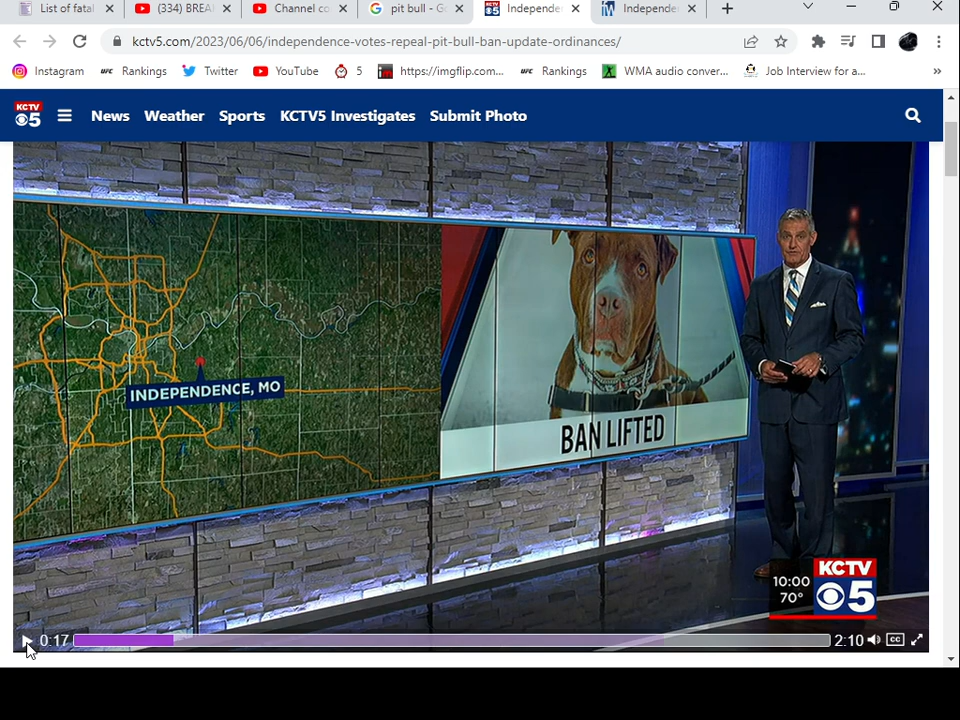 List of fatal
(334) BREA
Channel co
pit bull - G
Independen
Independe
kctv5.com/2023/06/06/independence-votes-repeal-pit-bull-ban-update-ordinances/
Instagram
UFC Rankings
Twitter
YouTube
5
https://imgflip.com...
UFC Rankings
WMA audio conver...
Job Interview for a...
»
KCTV 5
News
Weather
Sports
KCTV5 Investigates
Submit Photo
INDEPENDENCE, MO
BAN LIFTED
10:00
70°
KCTV
5
0:17
2:10
CC